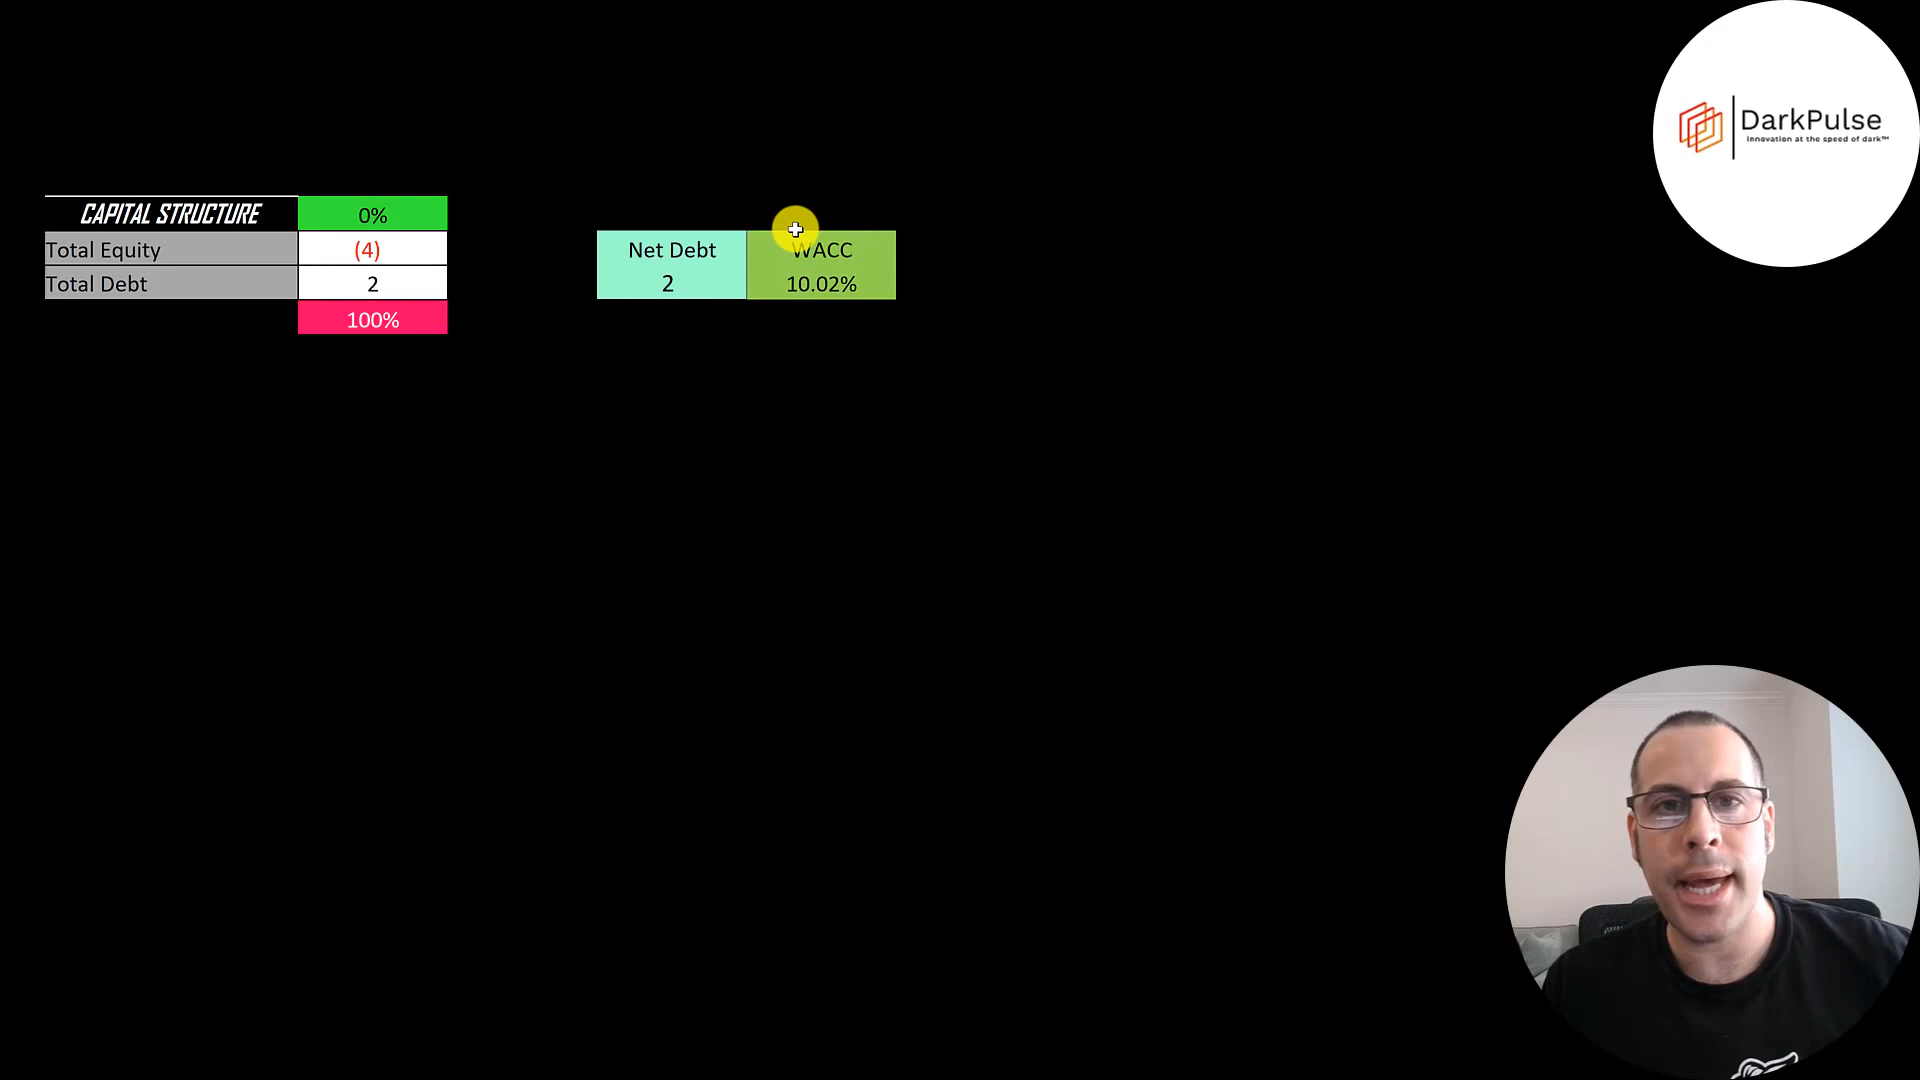 DarkPulse
innovation at the speed of dark™
CAPITAL STRUCTURE 0%
Total Equity (4)
Total Debt 2
100%
Net Debt WACC
2 10.02%